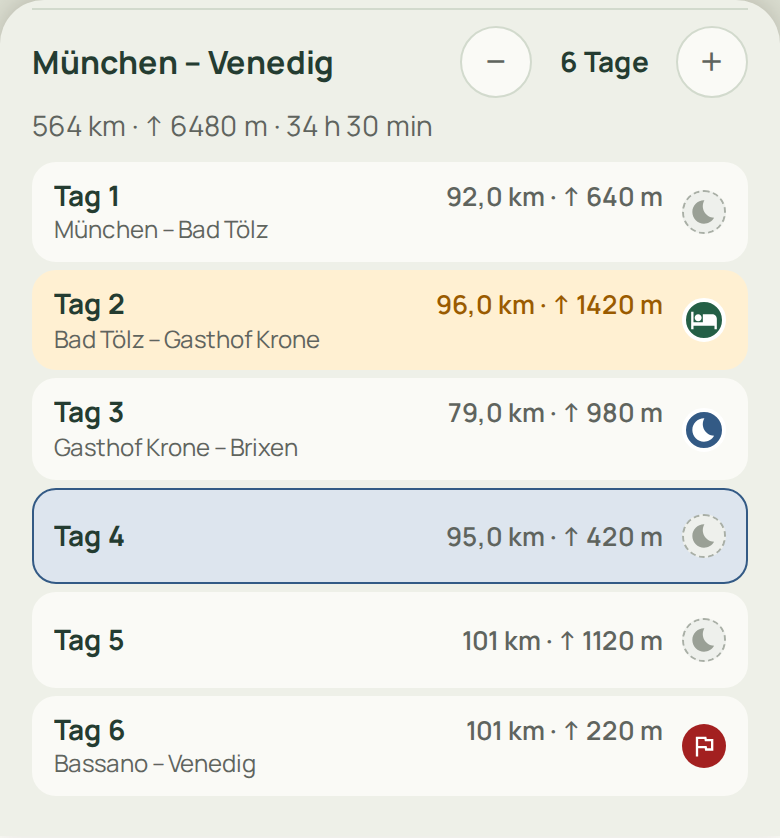 München – Venedig
− 6 Tage +
564 km · ↑ 6480 m · 34 h 30 min
Tag 1 92,0 km · ↑ 640 m
München – Bad Tölz
Tag 2 96,0 km · ↑ 1420 m
Bad Tölz – Gasthof Krone
Tag 3 79,0 km · ↑ 980 m
Gasthof Krone – Brixen
Tag 4 95,0 km · ↑ 420 m
Tag 5 101 km · ↑ 1120 m
Tag 6 101 km · ↑ 220 m
Bassano – Venedig